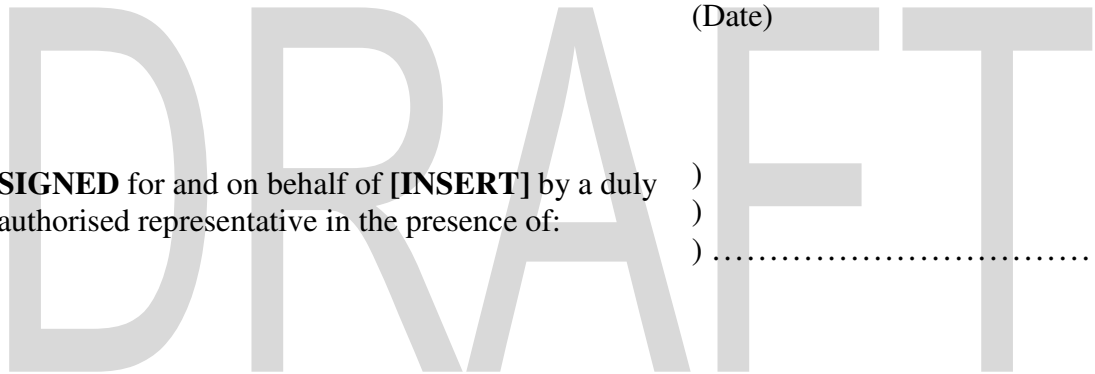 (Date)
DRAFT
SIGNED for and on behalf of [INSERT] by a duly )
authorised representative in the presence of: )
) ……………………………